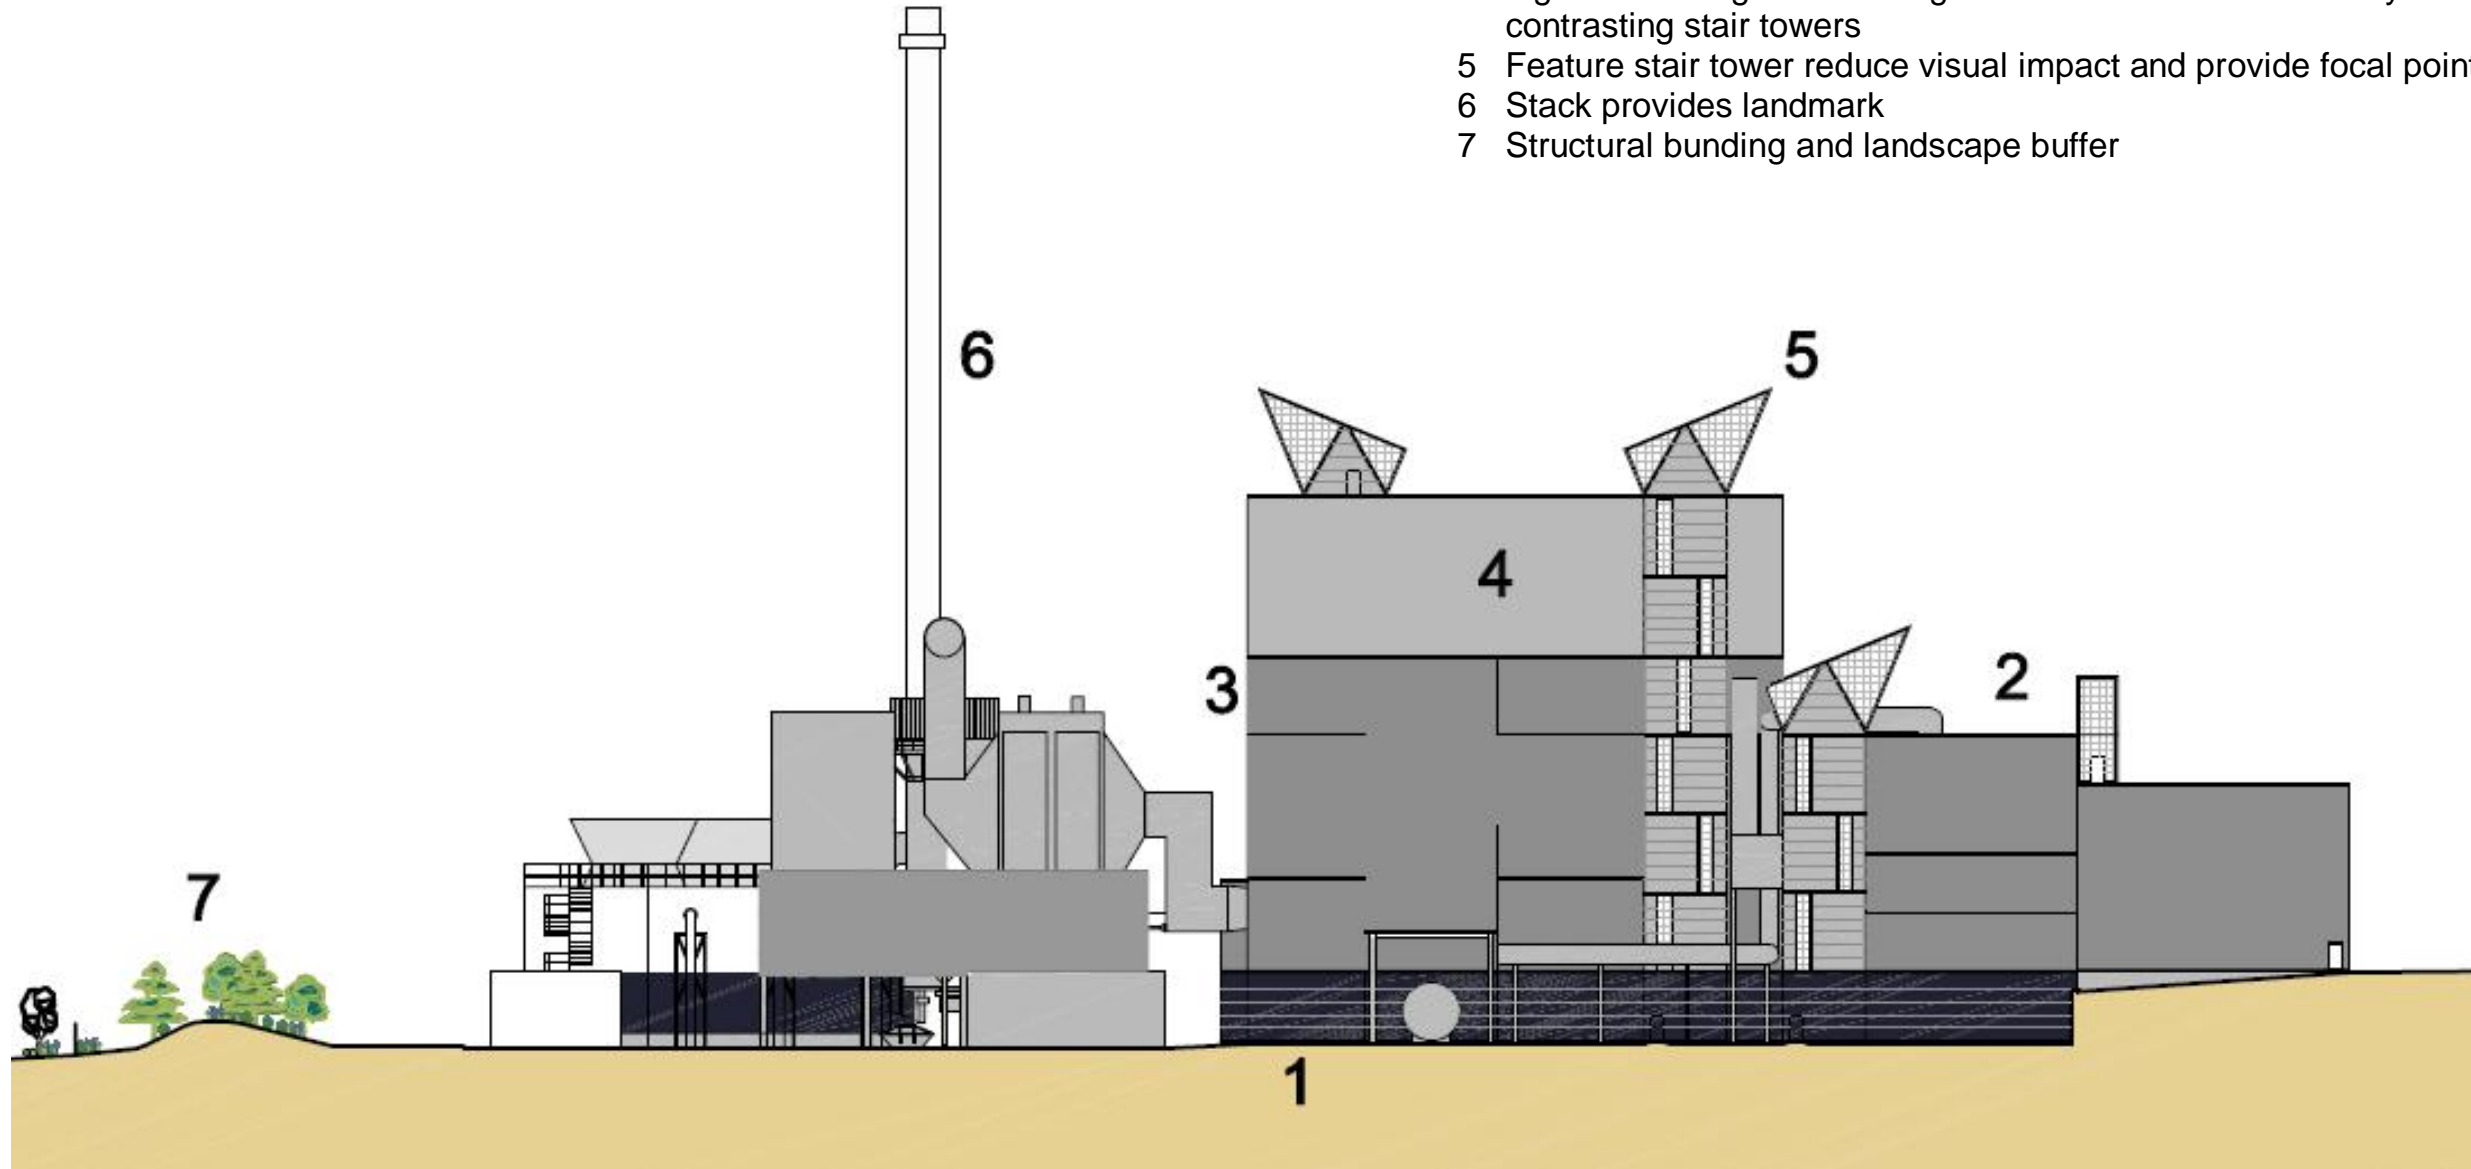 contrasting stair towers
5 Feature stair tower reduce visual impact and provide focal point
6 Stack provides landmark
7 Structural bunding and landscape buffer
6
5
4
3
2
7
1